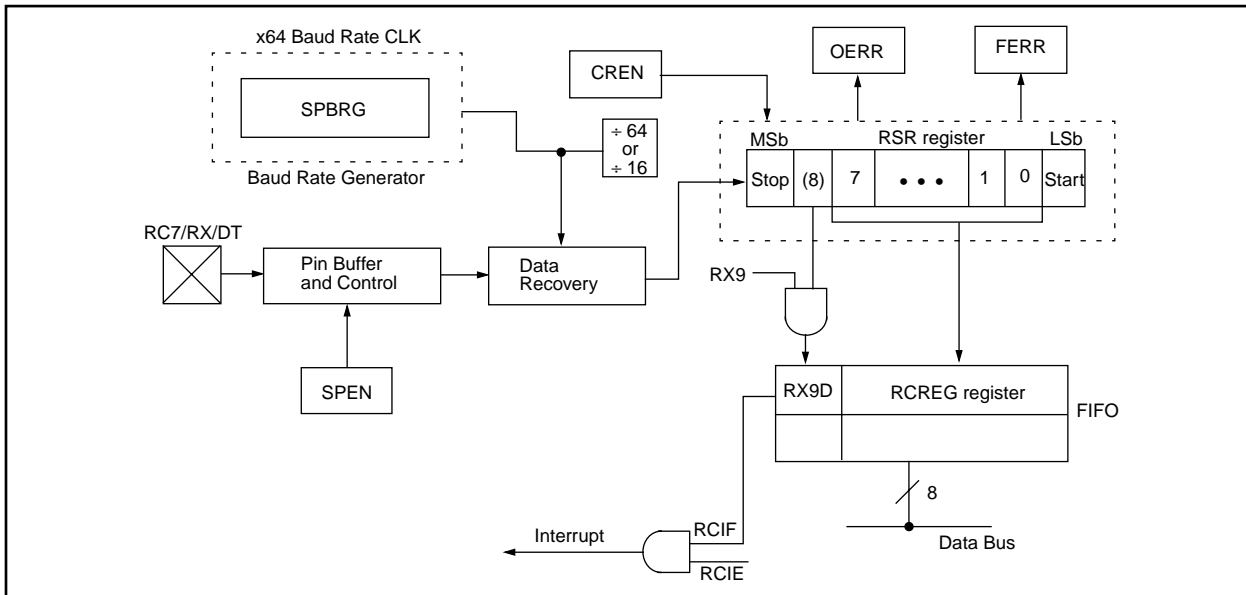 x64 Baud Rate CLK
SPBRG
Baud Rate Generator
CREN
OERR
FERR
÷ 64
or
÷ 16
MSb
RSR register
LSb
Stop (8) 7 • • • 1 0 Start
RC7/RX/DT
Pin Buffer
and Control
Data
Recovery
RX9
SPEN
RX9D
RCREG register
FIFO
8
Data Bus
Interrupt
RCIF
RCIE